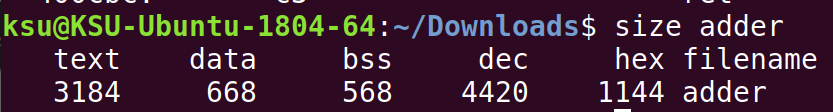 ksu@KSU-Ubuntu-1804-64:~/Downloads$ size adder
text data bss dec hex filename
3184 668 568 4420 1144 adder